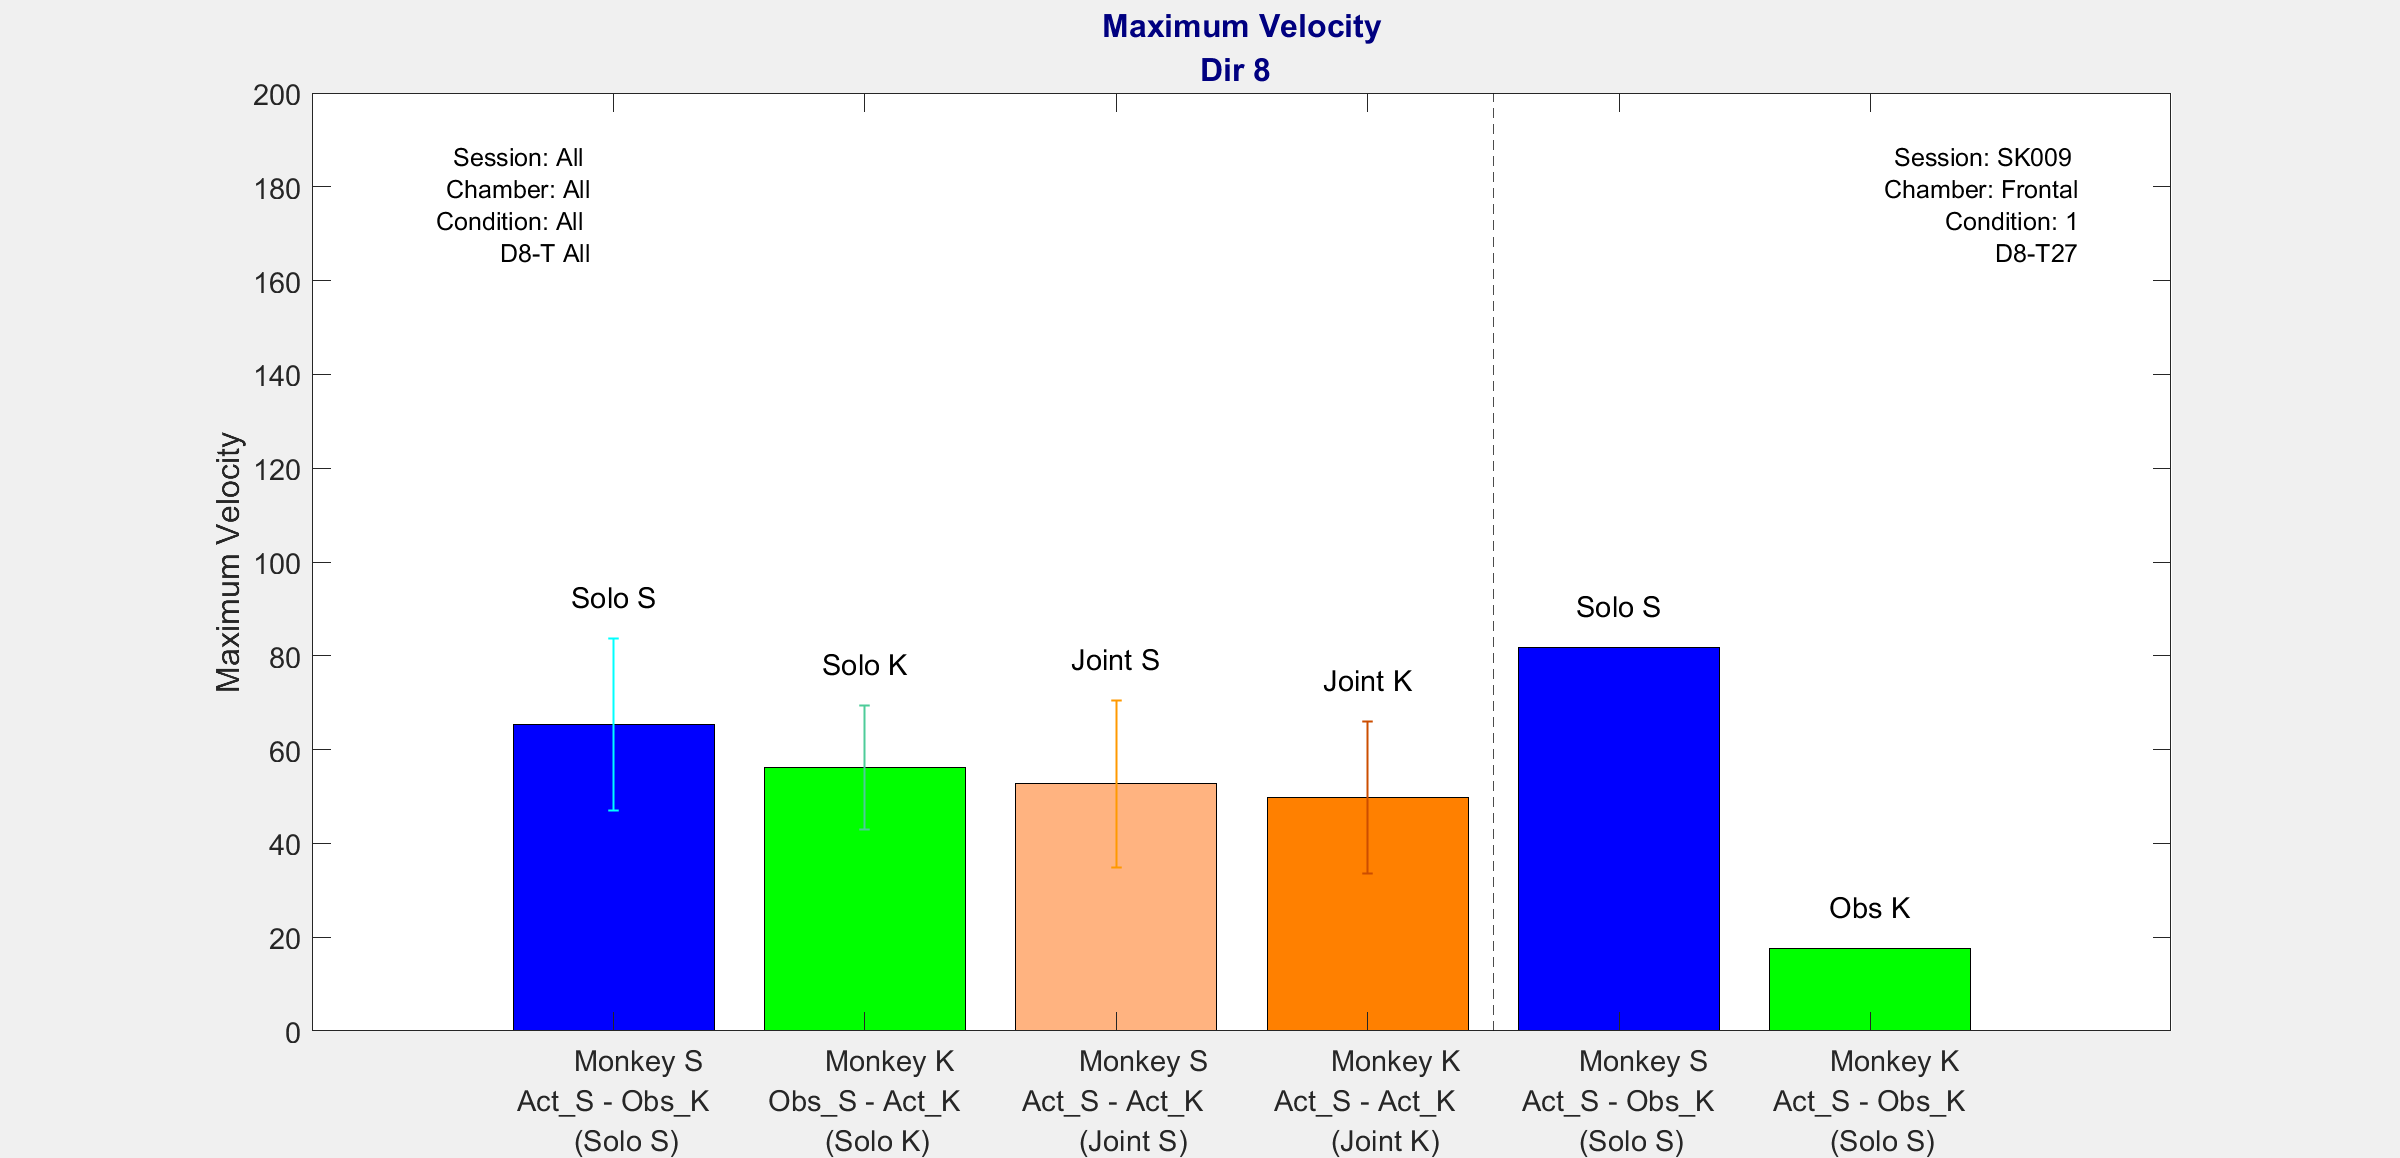 Maximum Velocity
Dir 8
Session: All
Chamber: All
Condition: All
D8-T All
Session: SK009
Chamber: Frontal
Condition: 1
D8-T27
Maximum Velocity
200
180
160
140
120
100
80
60
40
20
0
Solo S
Solo K
Joint S
Joint K
Solo S
Obs K
Monkey S
Act_S - Obs_K
(Solo S)
Monkey K
Obs_S - Act_K
(Solo K)
Monkey S
Act_S - Act_K
(Joint S)
Monkey K
Act_S - Act_K
(Joint K)
Monkey S
Act_S - Obs_K
(Solo S)
Monkey K
Act_S - Obs_K
(Solo S)